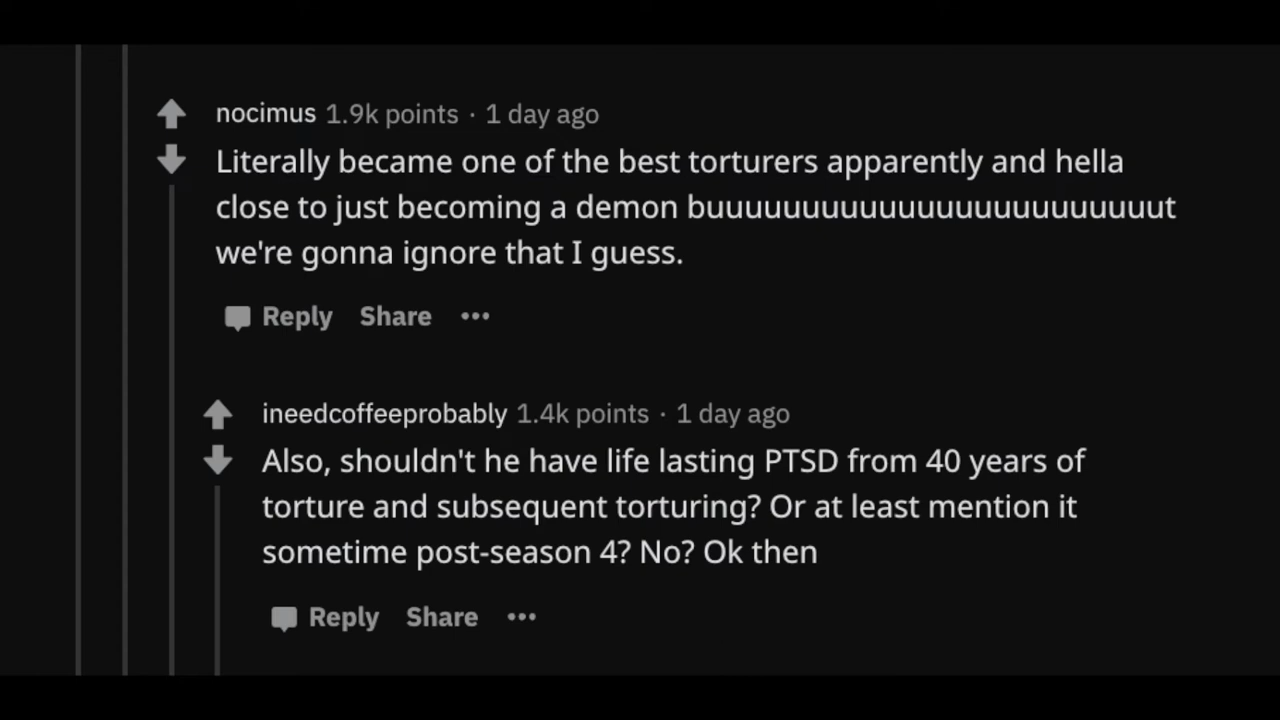 nocimus 1.9k points · 1 day ago
Literally became one of the best torturers apparently and hella
close to just becoming a demon buuuuuuuuuuuuuuuuuuuuuuuut
we're gonna ignore that I guess.
Reply Share •••
ineedcoffeeprobably 1.4k points · 1 day ago
Also, shouldn't he have life lasting PTSD from 40 years of
torture and subsequent torturing? Or at least mention it
sometime post-season 4? No? Ok then
Reply Share •••